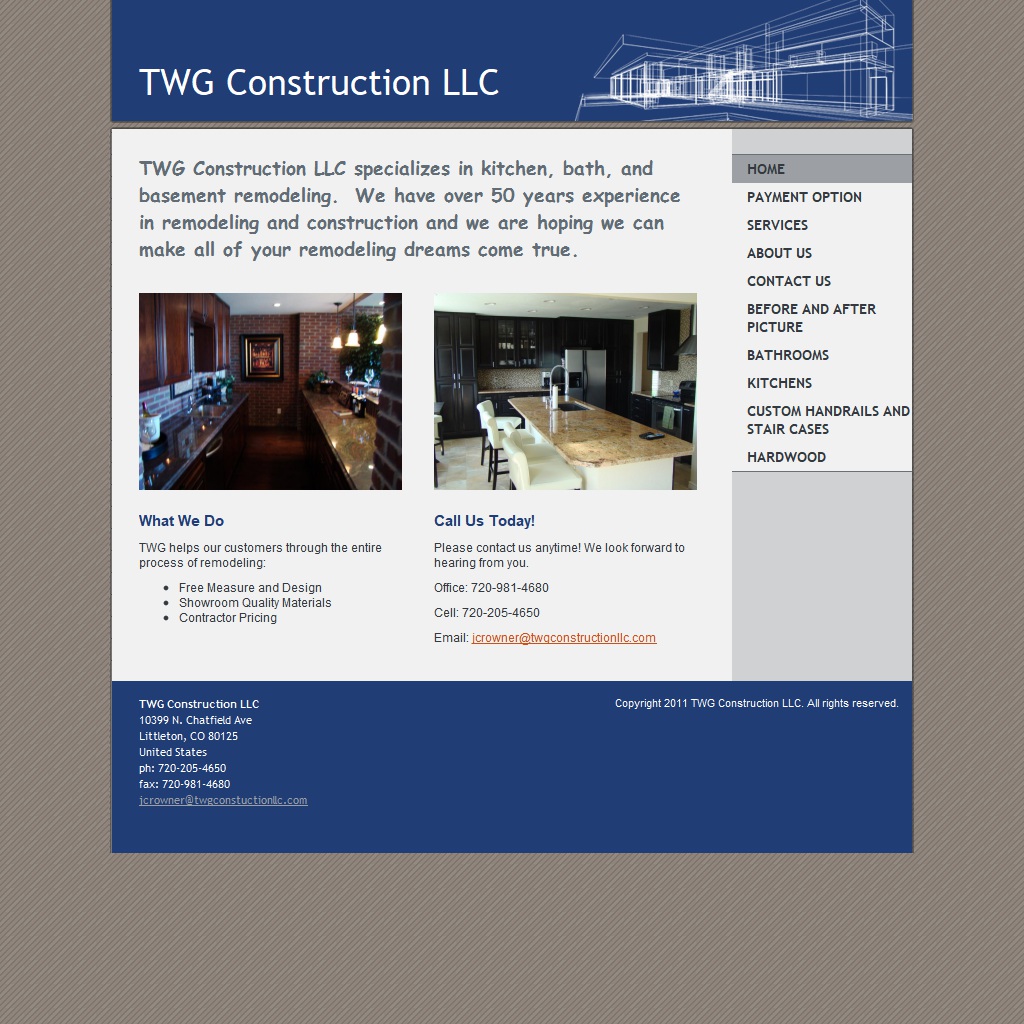 TWG Construction LLC
TWG Construction LLC specializes in kitchen, bath, and
basement remodeling.  We have over 50 years experience
in remodeling and construction and we are hoping we can
make all of your remodeling dreams come true.
HOME
PAYMENT OPTION
SERVICES
ABOUT US
CONTACT US
BEFORE AND AFTER
PICTURE
BATHROOMS
KITCHENS
CUSTOM HANDRAILS AND
STAIR CASES
HARDWOOD
What We Do
TWG helps our customers through the entire
process of remodeling:
• Free Measure and Design
• Showroom Quality Materials
• Contractor Pricing
Call Us Today!
Please contact us anytime! We look forward to
hearing from you.
Office: 720-981-4680
Cell: 720-205-4650
Email: jcrowner@twgconstructionllc.com
TWG Construction LLC
10399 N. Chatfield Ave
Littleton, CO 80125
United States
ph: 720-205-4650
fax: 720-981-4680
jcrowner@twgconstuctionllc.com
Copyright 2011 TWG Construction LLC. All rights reserved.